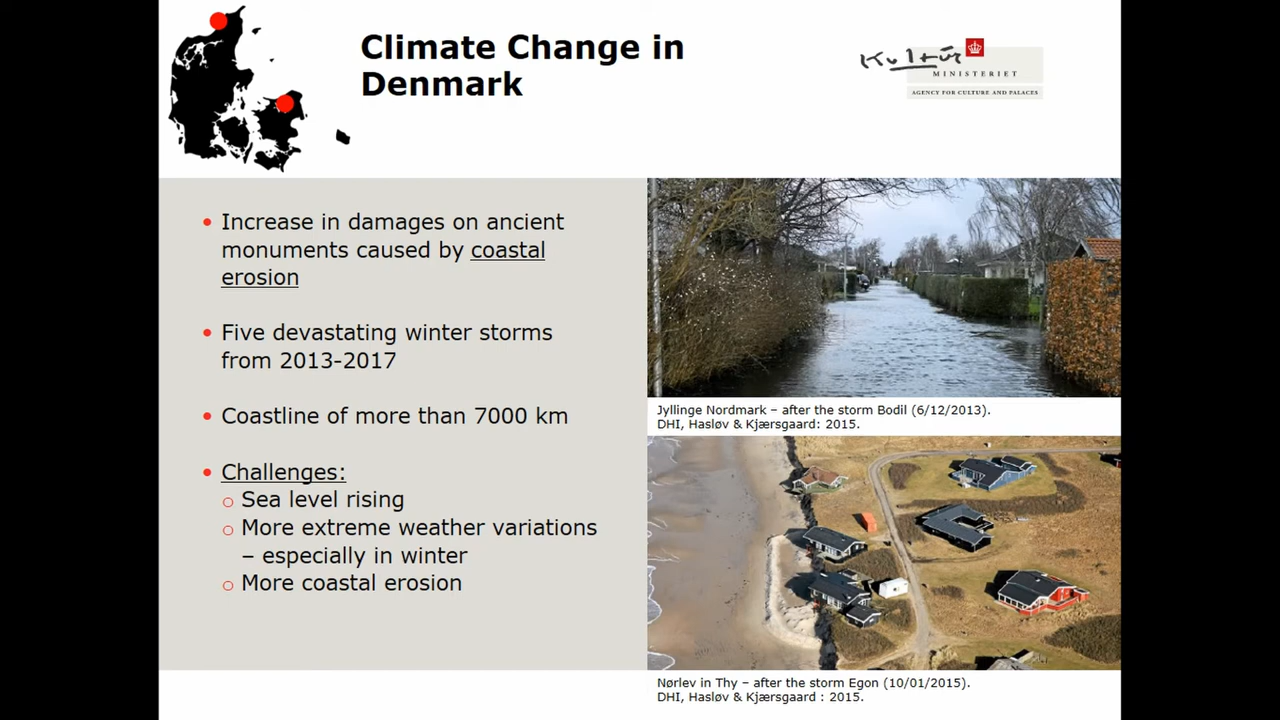 Climate Change in
Denmark
Kultur
MINISTERIET
AGENCY FOR CULTURE AND PALACES
• Increase in damages on ancient
monuments caused by coastal
erosion
• Five devastating winter storms
from 2013-2017
• Coastline of more than 7000 km
• Challenges:
○ Sea level rising
○ More extreme weather variations
– especially in winter
○ More coastal erosion
Jyllinge Nordmark – after the storm Bodil (6/12/2013).
DHI, Hasløv & Kjærsgaard: 2015.
Nørlev in Thy – after the storm Egon (10/01/2015).
DHI, Hasløv & Kjærsgaard : 2015.